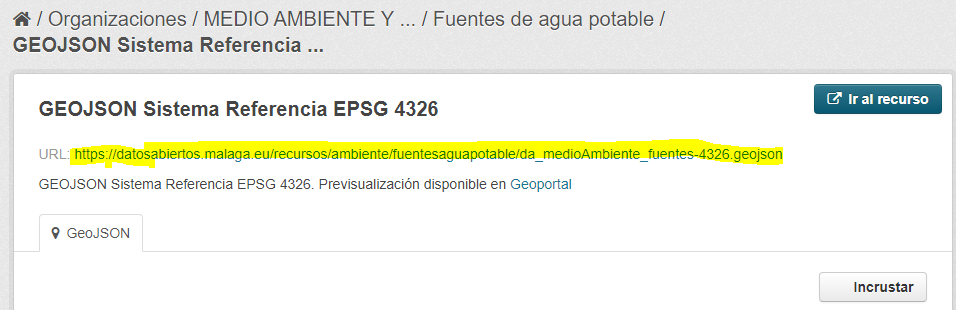 / Organizaciones / MEDIO AMBIENTE Y ... / Fuentes de agua potable /
GEOJSON Sistema Referencia ...
Ir al recurso
GEOJSON Sistema Referencia EPSG 4326
URL: https://datosabiertos.malaga.eu/recursos/ambiente/fuentesaguapotable/da_medioAmbiente_fuentes-4326.geojson
GEOJSON Sistema Referencia EPSG 4326. Previsualización disponible en Geoportal
GeoJSON
Incrustar